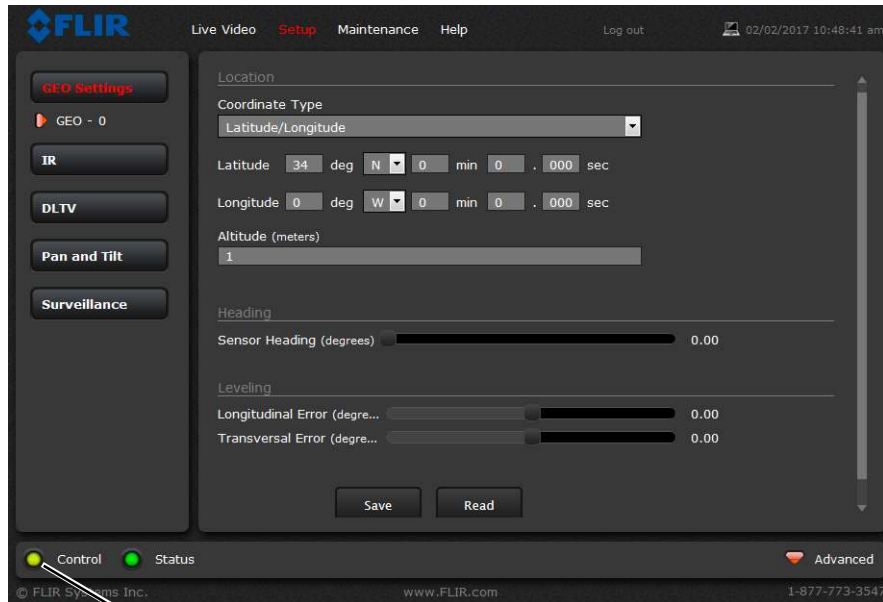 FLIR
Live Video Setup Maintenance Help Log out 02/02/2017 10:48:41 am
GEO Settings
GEO - 0
IR
DLTV
Pan and Tilt
Surveillance
Location
Coordinate Type
Latitude/Longitude
Latitude 34 deg N 0 min 0 . 000 sec
Longitude 0 deg W 0 min 0 . 000 sec
Altitude (meters)
1
Heading
Sensor Heading (degrees) 0.00
Leveling
Longitudinal Error (degre... 0.00
Transversal Error (degre... 0.00
Save Read
Control Status Advanced
© FLIR Systems Inc. www.FLIR.com 1-877-773-3547